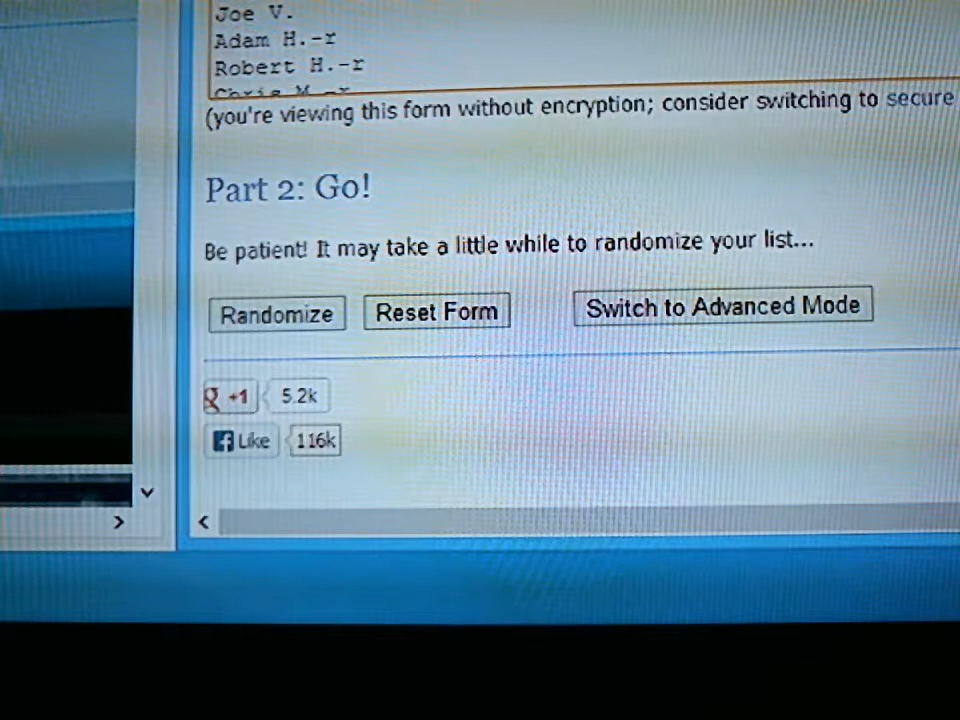 Joe V.
Adam H.-r
Robert H.-r
Chris M.-r
(you're viewing this form without encryption; consider switching to secure
Part 2: Go!
Be patient! It may take a little while to randomize your list...
Randomize Reset Form Switch to Advanced Mode
g +1 5.2k
Like 116k